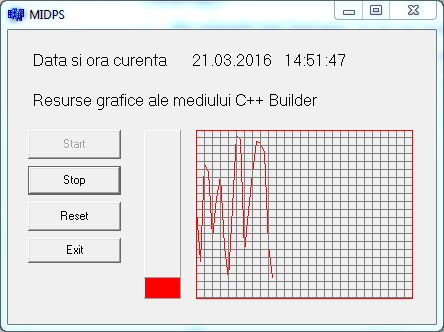 MIDPS
Data si ora curenta 21.03.2016 14:51:47
Resurse grafice ale mediului C++ Builder
Start
Stop
Reset
Exit